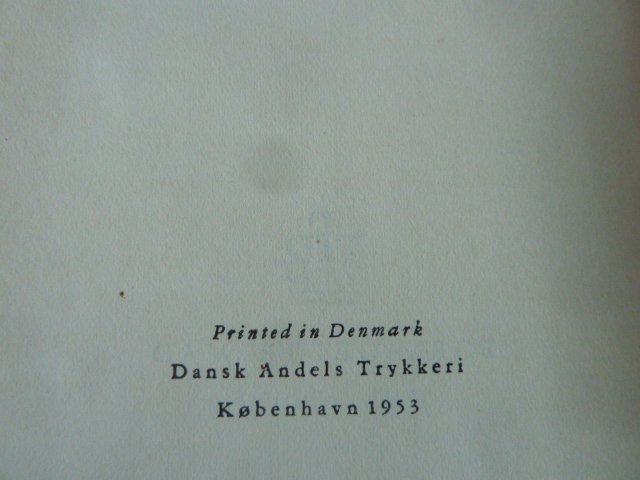 Printed in Denmark
Dansk Andels Trykkeri
København 1953